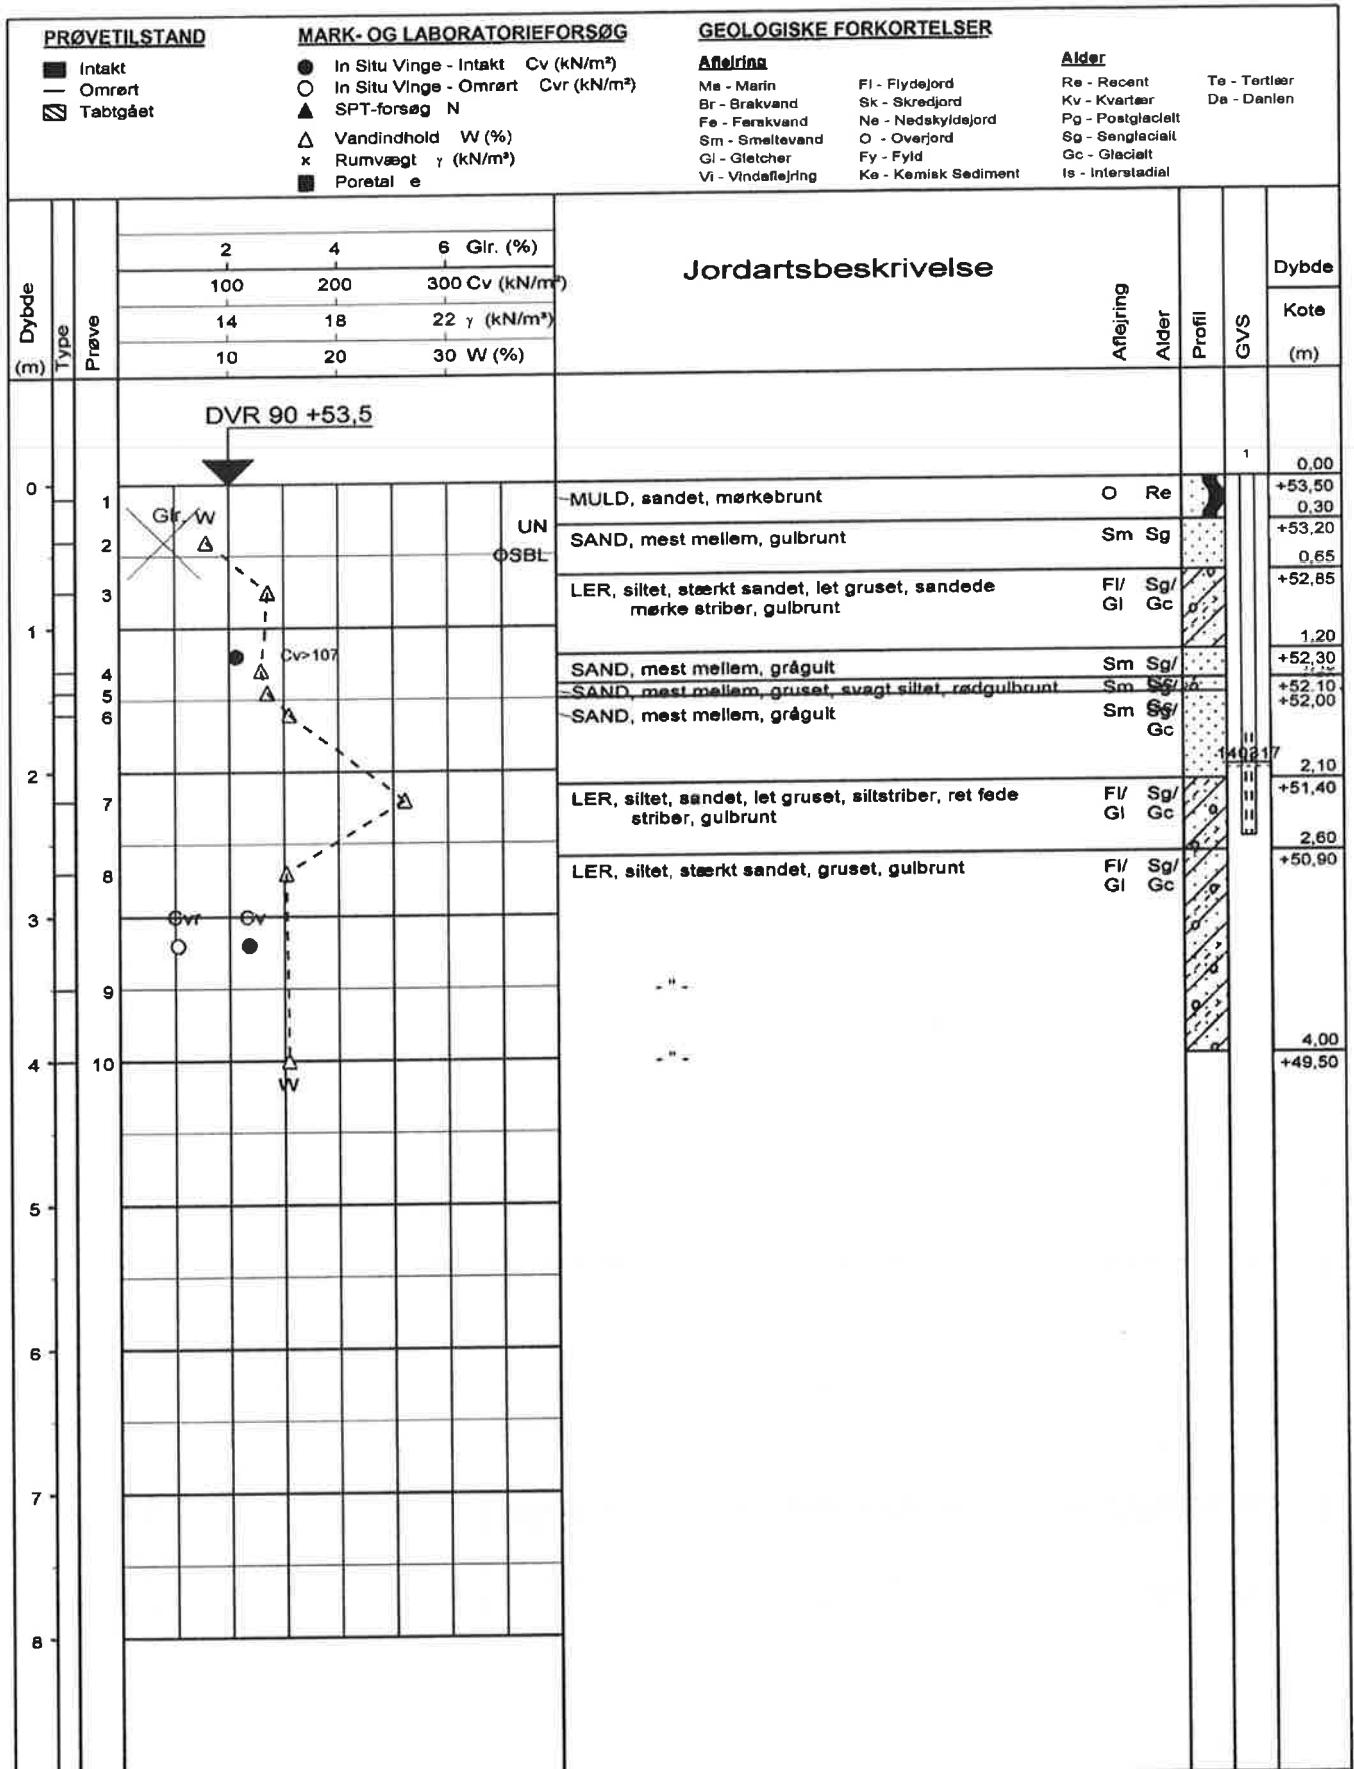 PRØVETILSTAND
Intakt
Omrørt
Tabtgået
MARK- OG LABORATORIEFORSØG
In Situ Vinge - Intakt Cv (kN/m²)
In Situ Vinge - Omrørt Cvr (kN/m²)
SPT-forsøg N
Vandindhold W (%)
Rumvægt γ (kN/m³)
Poretal e
GEOLOGISKE FORKORTELSER
Aflejring
Ma - Marin
Br - Brakvand
Fe - Ferskvand
Sm - Smeltevand
Gl - Gletcher
Vi - Vindaflejring
Fl - Flydejord
Sk - Skredjord
Ne - Nedskyldsjord
O - Overjord
Fy - Fyld
Ke - Kemisk Sediment
Alder
Re - Recent
Kv - Kvartær
Pg - Postglacialt
Sg - Senglacialt
Gc - Glacialt
Is - Interstadial
Te - Tertiær
Da - Danien
Dybde
(m)
Type
Prøve
2 4 6 Glr. (%)
100 200 300 Cv (kN/m²)
14 18 22 γ (kN/m³)
10 20 30 W (%)
Jordartsbeskrivelse
Aflejring
Alder
Profil
GVS
Dybde
Kote
(m)
DVR 90 +53,5
1
0,00
0
1
MULD, sandet, mørkebrunt O Re
+53,50
0,30
Glr. W
UN
2
SAND, mest mellem, gulbrunt Sm Sg
+53,20
OSBL
0,65
3
LER, siltet, stærkt sandet, let gruset, sandede Fl/ Sg/
mørke striber, gulbrunt Gl Gc
+52,85
1
1,20
Cv>107
4
SAND, mest mellem, grågult Sm Sg/
+52,30
5
SAND, mest mellem, gruset, svagt siltet, rødgulbrunt Sm Sg/
+52,10
6
SAND, mest mellem, grågult Sm Sg/
Gc
+52,00
140217
2,10
2
7
LER, siltet, sandet, let gruset, siltstriber, ret fede Fl/ Sg/
striber, gulbrunt Gl Gc
+51,40
2,60
8
LER, siltet, stærkt sandet, gruset, gulbrunt Fl/ Sg/
Gl Gc
+50,90
3
Cvr Cv
9
- " -
4,00
4
10
- " -
+49,50
W
5
6
7
8